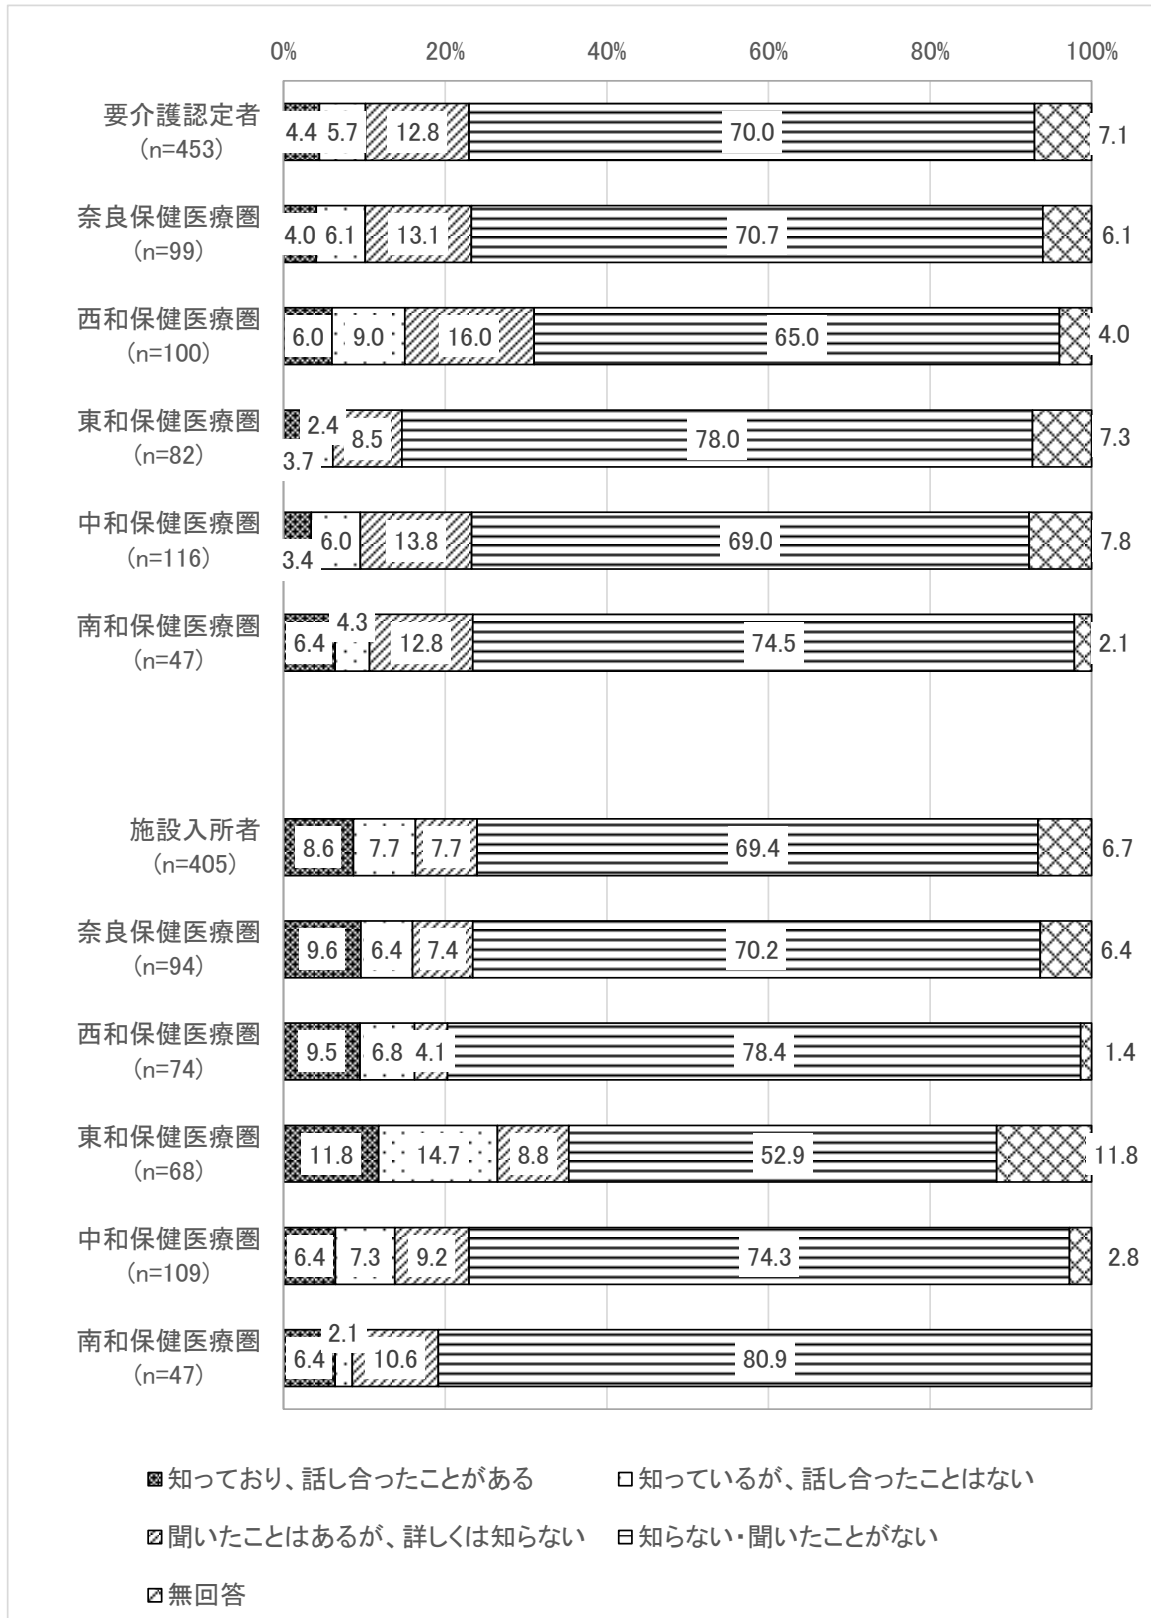 0% 20% 40% 60% 80% 100%
要介護認定者
(n=453)
4.4 5.7 12.8 70.0 7.1
奈良保健医療圏
(n=99)
4.0 6.1 13.1 70.7 6.1
西和保健医療圏
(n=100)
6.0 9.0 16.0 65.0 4.0
東和保健医療圏
(n=82)
3.7 2.4 8.5 78.0 7.3
中和保健医療圏
(n=116)
3.4 6.0 13.8 69.0 7.8
南和保健医療圏
(n=47)
6.4 4.3 12.8 74.5 2.1
施設入所者
(n=405)
8.6 7.7 7.7 69.4 6.7
奈良保健医療圏
(n=94)
9.6 6.4 7.4 70.2 6.4
西和保健医療圏
(n=74)
9.5 6.8 4.1 78.4 1.4
東和保健医療圏
(n=68)
11.8 14.7 8.8 52.9 11.8
中和保健医療圏
(n=109)
6.4 7.3 9.2 74.3 2.8
南和保健医療圏
(n=47)
6.4 2.1 10.6 80.9
知っており、話し合ったことがある 知っているが、話し合ったことはない
聞いたことはあるが、詳しくは知らない 知らない・聞いたことがない
無回答